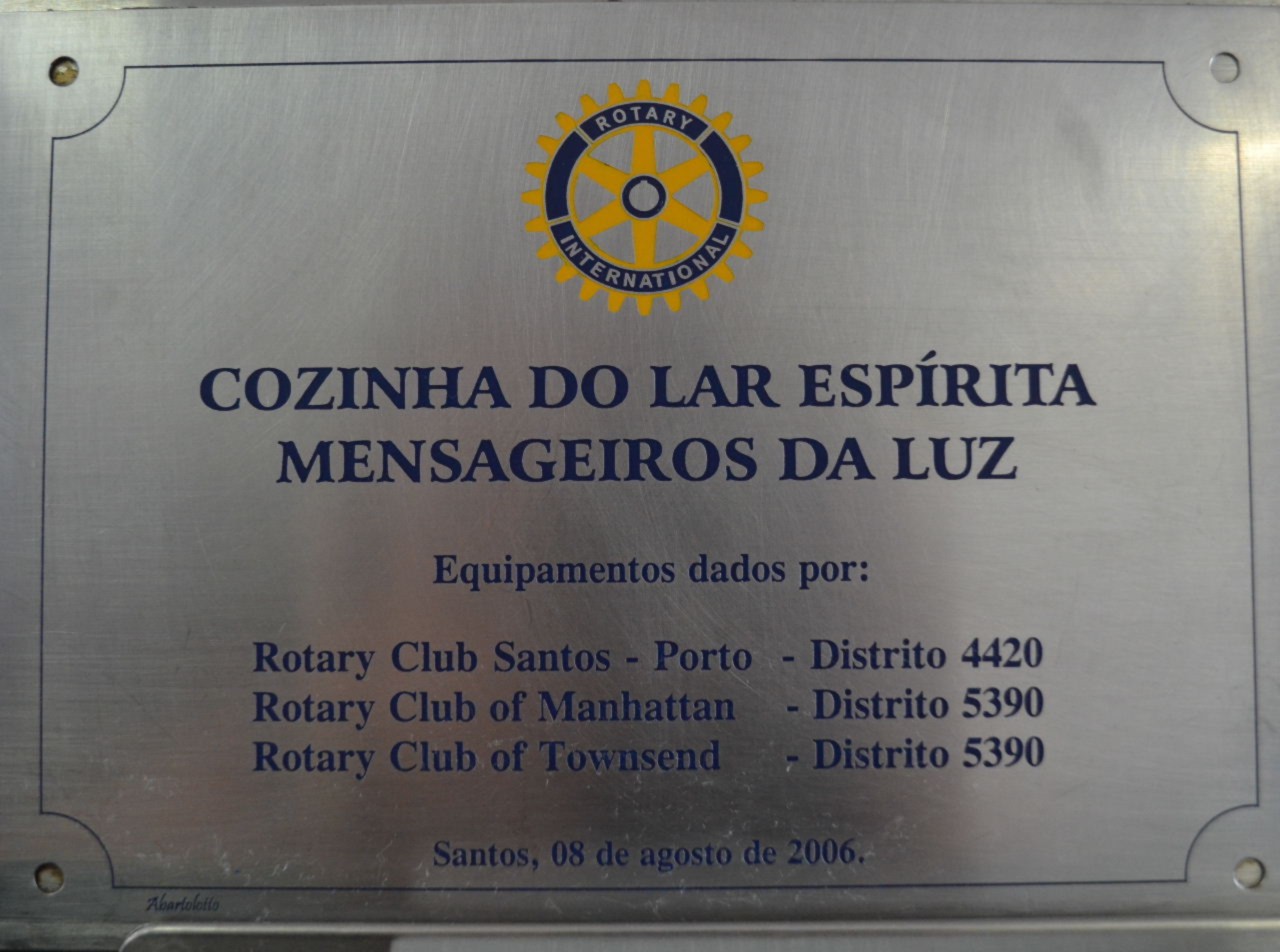 ROTARY
INTERNATIONAL
COZINHA DO LAR ESPÍRITA
MENSAGEIROS DA LUZ
Equipamentos dados por:
Rotary Club Santos - Porto - Distrito 4420
Rotary Club of Manhattan - Distrito 5390
Rotary Club of Townsend - Distrito 5390
Santos, 08 de agosto de 2006.